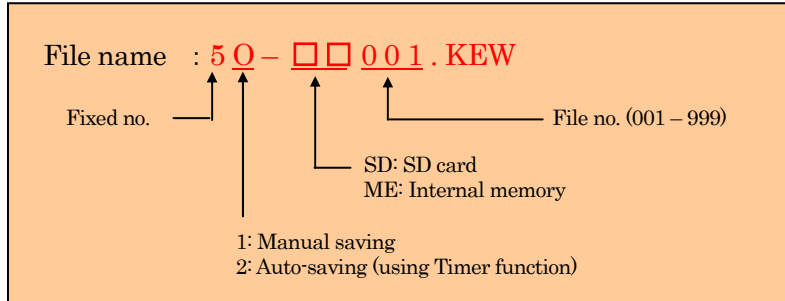 File name : 5 O – □□ 0 0 1 . KEW
Fixed no.
File no. (001 – 999)
SD: SD card
ME: Internal memory
1: Manual saving
2: Auto-saving (using Timer function)